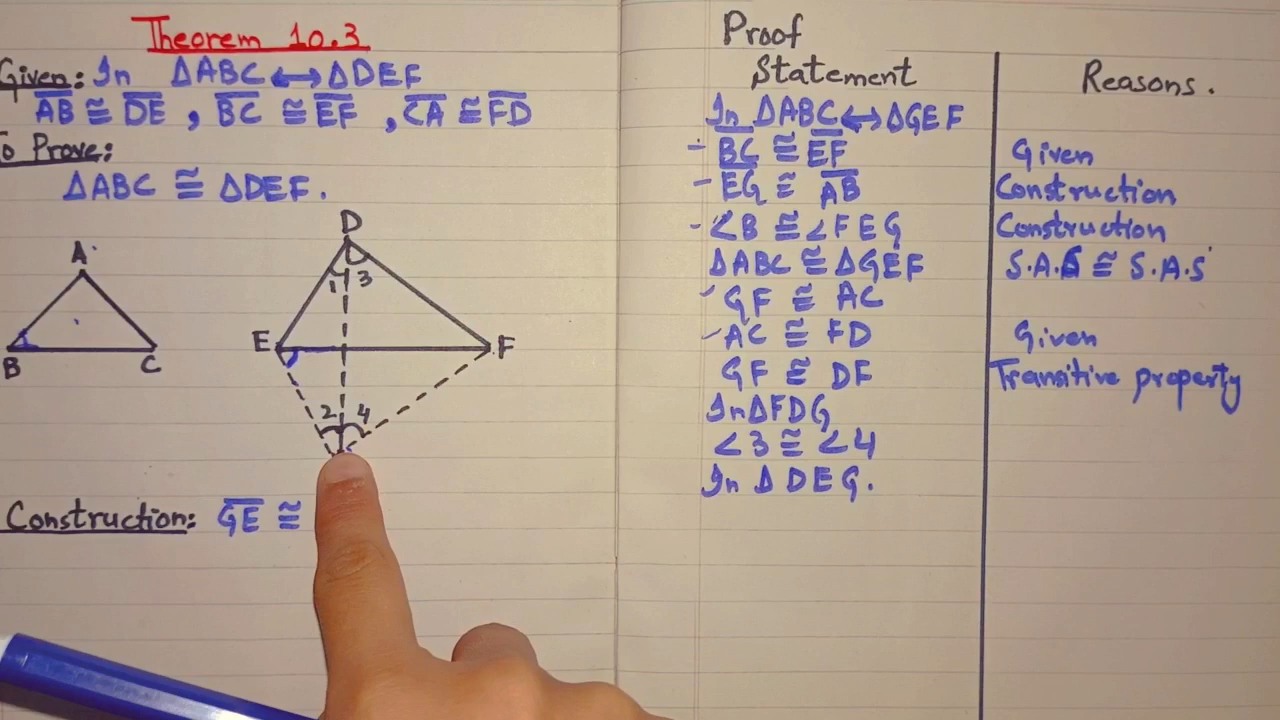 Theorem 10.3
Given: In ΔABC ↔ ΔDEF
AB ≅ DE , BC ≅ EF , CA ≅ FD
To Prove:
ΔABC ≅ ΔDEF.
A
B
C
D
1 3
E
F
2 4
Construction: GE ≅
Proof
Statement
Reasons.
In ΔABC ↔ ΔGEF
- BC ≅ EF
Given
- EG ≅ AB
Construction
- ∠B ≅ ∠FEG
Construction
ΔABC ≅ ΔGEF
S.A.S ≅ S.A.S
GF ≅ AC
AC ≅ FD
Given
GF ≅ DF
Transitive property
In ΔFDG
∠3 ≅ ∠4
In Δ DEG.